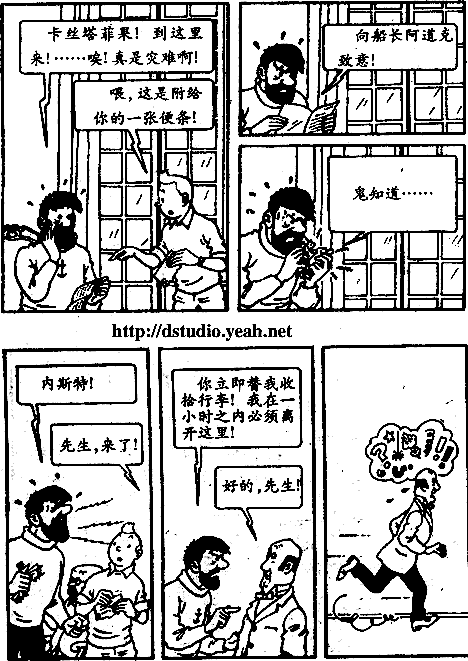 卡丝塔菲果！到这里
来！……唉！真是灾难啊！
喂，这是附给
你的一张便条！
向船长阿道克
致意！
鬼知道……
http://dstudio.yeah.net
内斯特！
先生，来了！
你立即替我收
拾行李！我在一
小时之内必须离
开这里！
好的，先生！